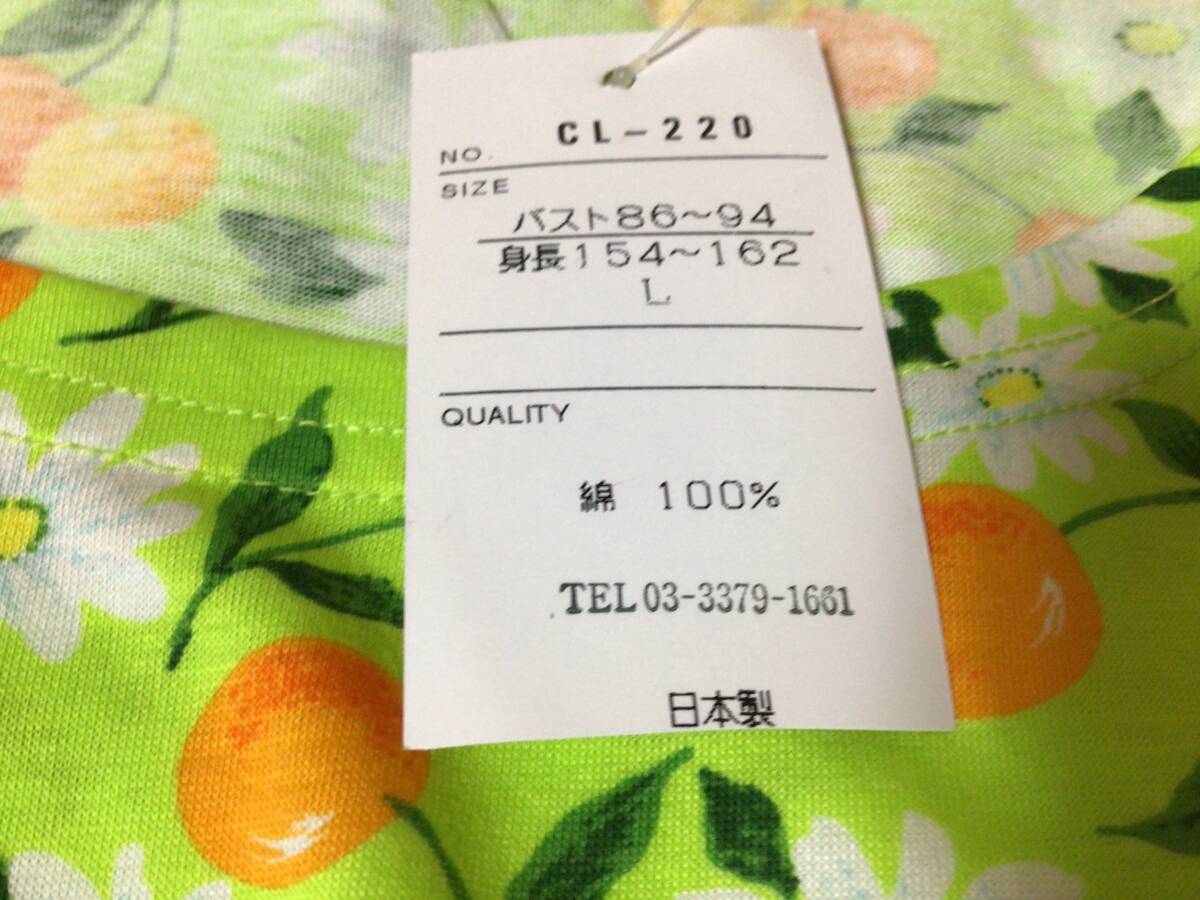 NO. CL-220
SIZE
バスト86～94
身長154～162
L
QUALITY
綿 100%
TEL 03-3379-1661
日本製